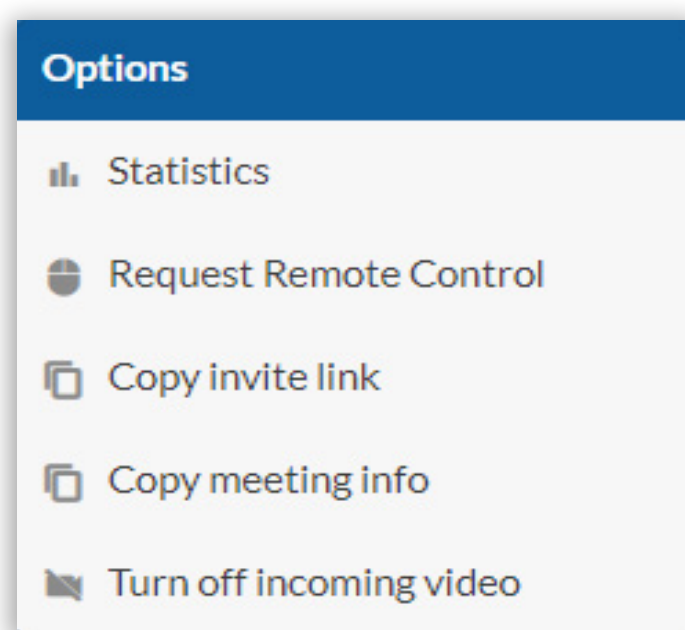 Options
Statistics
Request Remote Control
Copy invite link
Copy meeting info
Turn off incoming video